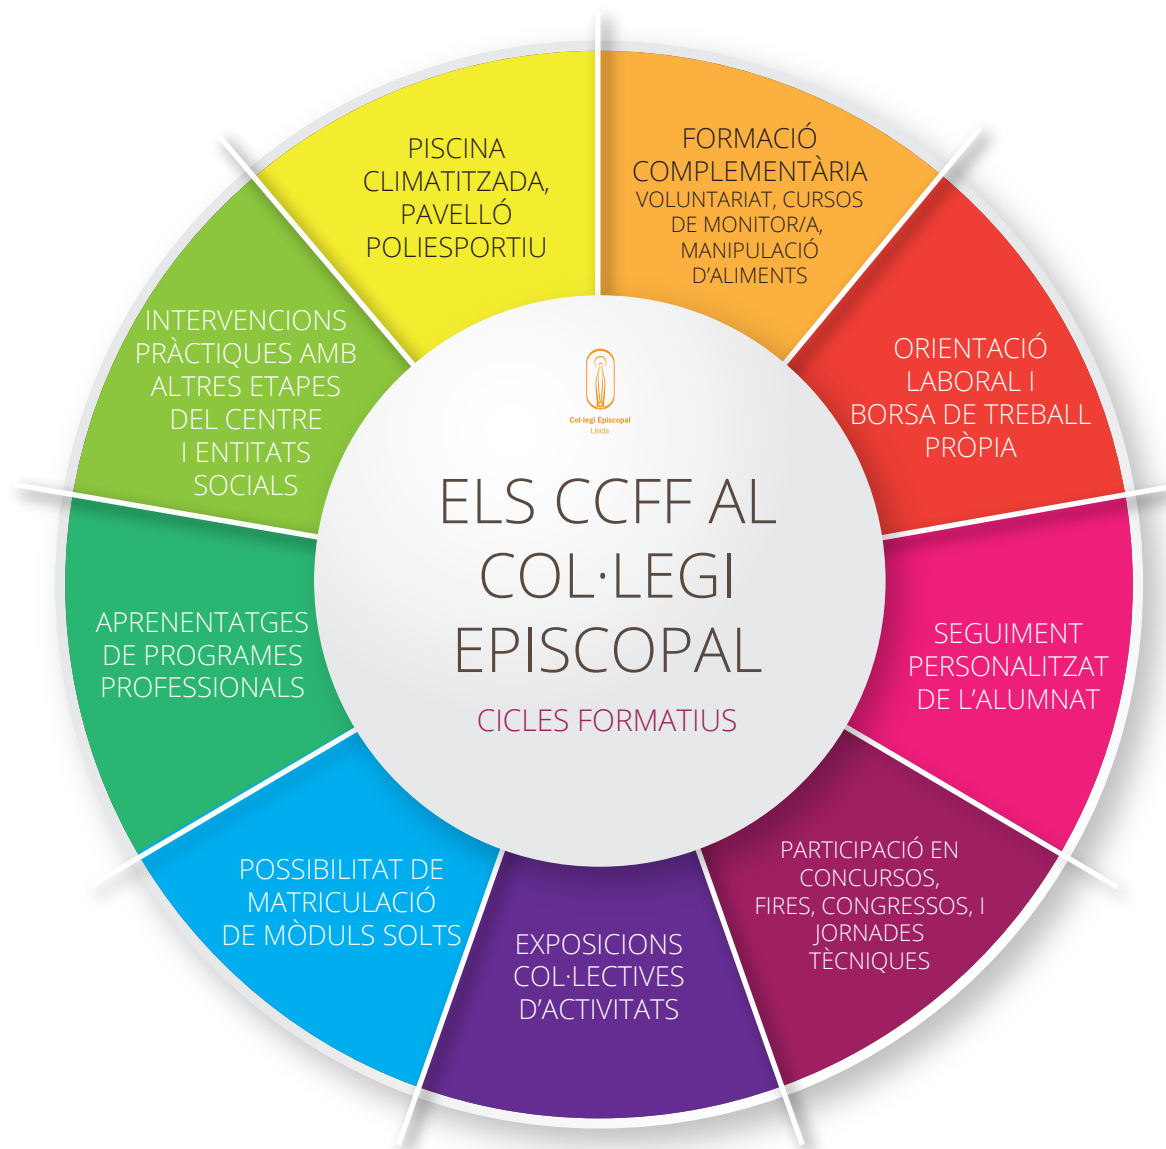 PISCINA
CLIMATITZADA,
PAVELLÓ
POLIESPORTIU
FORMACIÓ
COMPLEMENTÀRIA
VOLUNTARIAT, CURSOS
DE MONITOR/A,
MANIPULACIÓ
D'ALIMENTS
ORIENTACIÓ
LABORAL I
BORSA DE TREBALL
PRÒPIA
SEGUIMENT
PERSONALITZAT
DE L'ALUMNAT
PARTICIPACIÓ EN
CONCURSOS,
FIRES, CONGRESSOS, I
JORNADES
TÈCNIQUES
EXPOSICIONS
COL·LECTIVES
D'ACTIVITATS
POSSIBILITAT DE
MATRICULACIÓ
DE MÒDULS SOLTS
APRENENTATGES
DE PROGRAMES
PROFESSIONALS
INTERVENCIONS
PRÀCTIQUES AMB
ALTRES ETAPES
DEL CENTRE
I ENTITATS
SOCIALS
Col·legi Episcopal
Lleida
ELS CCFF AL
COL·LEGI
EPISCOPAL
CICLES FORMATIUS